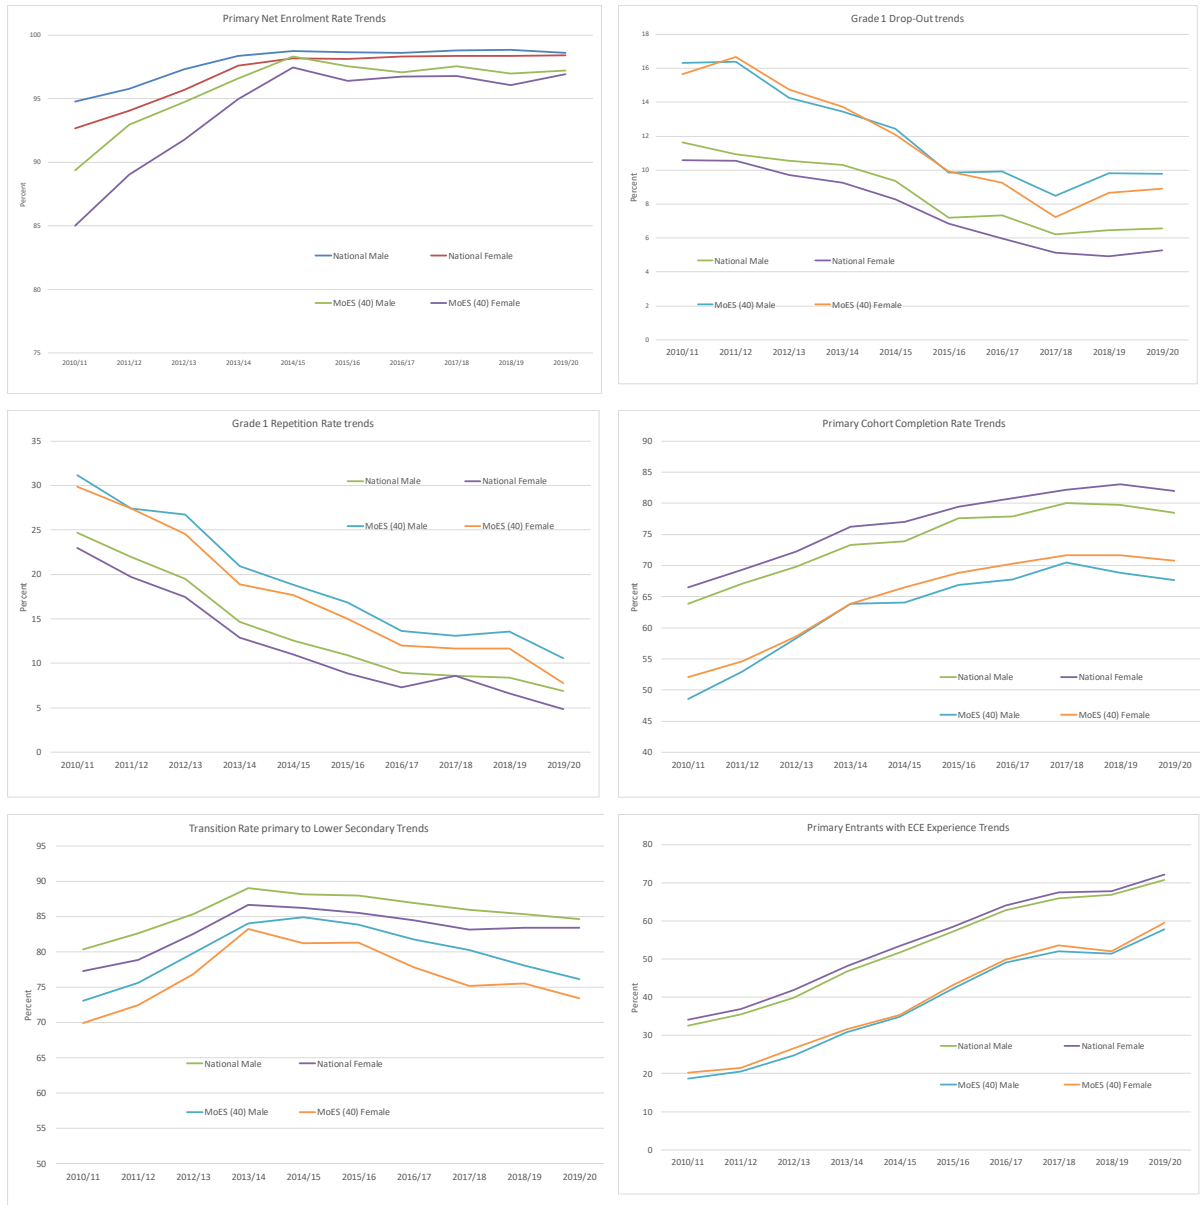 Primary Net Enrolment Rate Trends
100
95
90
85
80
75
Percent
National Male
National Female
MoES (40) Male
MoES (40) Female
2010/11 2011/12 2012/13 2013/14 2014/15 2015/16 2016/17 2017/18 2018/19 2019/20
Grade 1 Drop-Out trends
18
16
14
12
10
8
6
4
2
0
Percent
National Male
National Female
MoES (40) Male
MoES (40) Female
2010/11 2011/12 2012/13 2013/14 2014/15 2015/16 2016/17 2017/18 2018/19 2019/20
Grade 1 Repetition Rate trends
35
30
25
20
15
10
5
0
Percent
National Male
National Female
MoES (40) Male
MoES (40) Female
2010/11 2011/12 2012/13 2013/14 2014/15 2015/16 2016/17 2017/18 2018/19 2019/20
Primary Cohort Completion Rate Trends
90
85
80
75
70
65
60
55
50
45
40
Percent
National Male
National Female
MoES (40) Male
MoES (40) Female
2010/11 2011/12 2012/13 2013/14 2014/15 2015/16 2016/17 2017/18 2018/19 2019/20
Transition Rate primary to Lower Secondary Trends
95
90
85
80
75
70
65
60
55
50
Percent
National Male
National Female
MoES (40) Male
MoES (40) Female
2010/11 2011/12 2012/13 2013/14 2014/15 2015/16 2016/17 2017/18 2018/19 2019/20
Primary Entrants with ECE Experience Trends
80
70
60
50
40
30
20
10
0
Percent
National Male
National Female
MoES (40) Male
MoES (40) Female
2010/11 2011/12 2012/13 2013/14 2014/15 2015/16 2016/17 2017/18 2018/19 2019/20